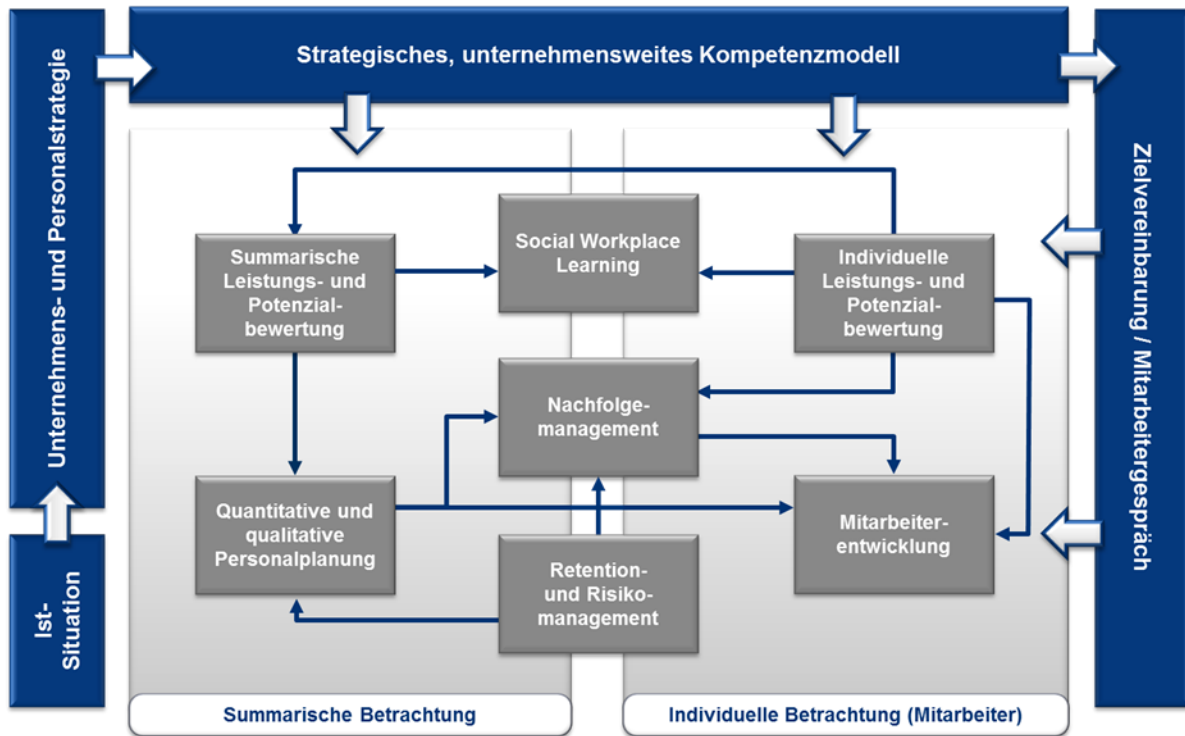 Strategisches, unternehmensweites Kompetenzmodell
Unternehmens- und Personalstrategie
Ist-
Situation
Summarische
Leistungs- und
Potenzial-
bewertung
Social Workplace
Learning
Individuelle
Leistungs- und
Potenzial-
bewertung
Nachfolge-
management
Quantitative und
qualitative
Personalplanung
Retention-
und Risiko-
management
Mitarbeiter-
entwicklung
Zielvereinbarung / Mitarbeitergespräch
Summarische Betrachtung
Individuelle Betrachtung (Mitarbeiter)